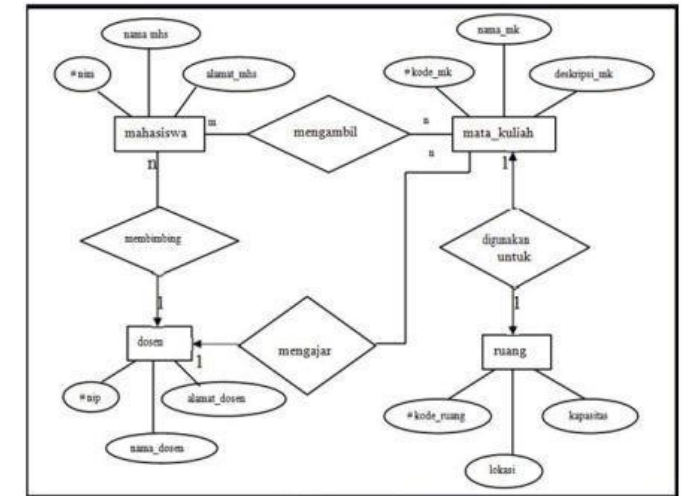 nama mhs
#nim
alamat_mhs
nama_mk
#kode_mk
deskripsi_mk
mahasiswa
m
mengambil
n
mata_kuliah
n
n
1
membimbing
digunakan
untuk
1
1
dosen
1
mengajar
ruang
#nip
alamat_dosen
nama_dosen
#kode_ruang
kapasitas
lokasi